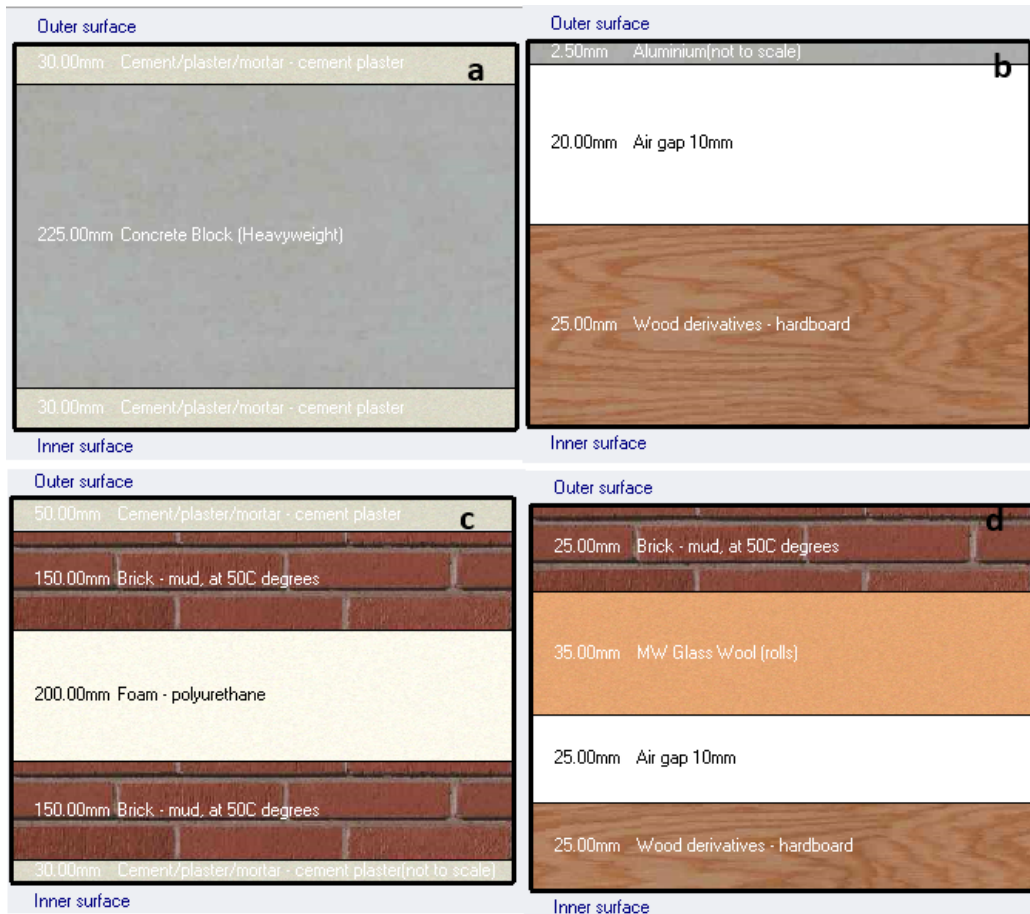 Outer surface
30.00mm Cement/plaster/mortar - cement plaster
a
225.00mm Concrete Block (Heavyweight)
30.00mm Cement/plaster/mortar - cement plaster
Inner surface
Outer surface
2.50mm Aluminium(not to scale)
b
20.00mm Air gap 10mm
25.00mm Wood derivatives - hardboard
Inner surface
Outer surface
50.00mm Cement/plaster/mortar - cement plaster
c
150.00mm Brick - mud, at 50C degrees
200.00mm Foam - polyurethane
150.00mm Brick - mud, at 50C degrees
30.00mm Cement/plaster/mortar - cement plaster(not to scale)
Inner surface
Outer surface
d
25.00mm Brick - mud, at 50C degrees
35.00mm MW Glass Wool (rolls)
25.00mm Air gap 10mm
25.00mm Wood derivatives - hardboard
Inner surface